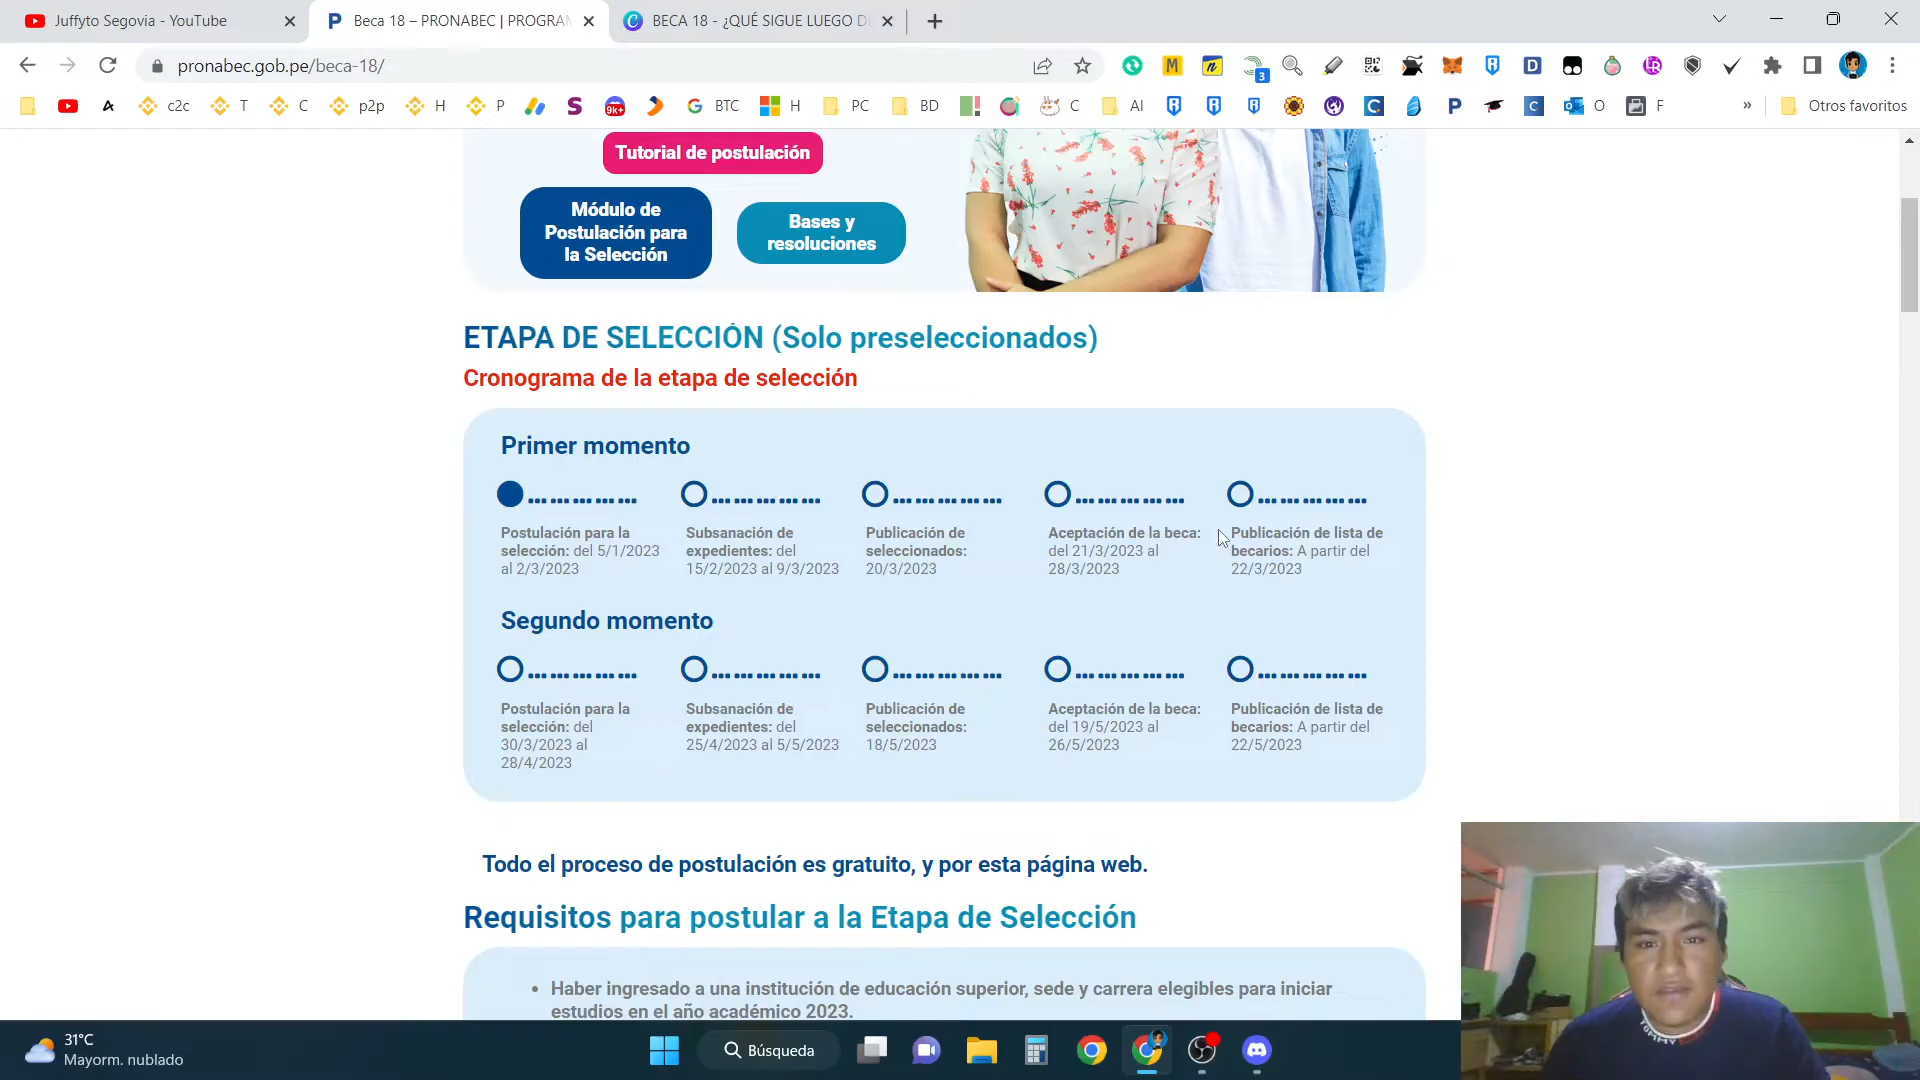 Juffyto Segovia - YouTube
Beca 18 – PRONABEC | PROGRAM
BECA 18 - ¿QUÉ SIGUE LUEGO D
pronabec.gob.pe/beca-18/
c2c
T
C
p2p
H
P
BTC
H
PC
BD
C
AI
O
F
»
Otros favoritos
Tutorial de postulación
Módulo de
Postulación para
la Selección
Bases y
resoluciones
ETAPA DE SELECCIÓN (Solo preseleccionados)
Cronograma de la etapa de selección
Primer momento
Postulación para la
selección: del 5/1/2023
al 2/3/2023
Subsanación de
expedientes: del
15/2/2023 al 9/3/2023
Publicación de
seleccionados:
20/3/2023
Aceptación de la beca:
del 21/3/2023 al
28/3/2023
Publicación de lista de
becarios: A partir del
22/3/2023
Segundo momento
Postulación para la
selección: del
30/3/2023 al
28/4/2023
Subsanación de
expedientes: del
25/4/2023 al 5/5/2023
Publicación de
seleccionados:
18/5/2023
Aceptación de la beca:
del 19/5/2023 al
26/5/2023
Publicación de lista de
becarios: A partir del
22/5/2023
Todo el proceso de postulación es gratuito, y por esta página web.
Requisitos para postular a la Etapa de Selección
• Haber ingresado a una institución de educación superior, sede y carrera elegibles para iniciar
estudios en el año académico 2023.
31°C
Mayorm. nublado
Búsqueda